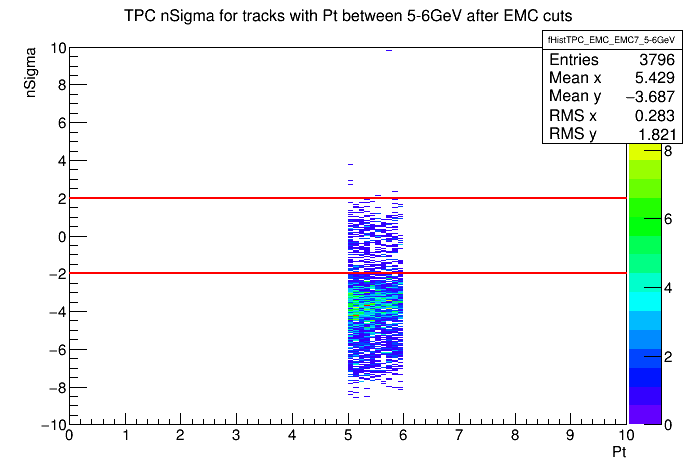 TPC nSigma for tracks with Pt between 5-6GeV after EMC cuts
fHistTPC_EMC_EMC7_5-6GeV
Entries 3796
Mean x 5.429
Mean y −3.687
RMS x 0.283
RMS y 1.821
nSigma
10
8
6
4
2
0
−2
−4
−6
−8
−10
0 1 2 3 4 5 6 7 8 9 10
Pt
8
6
4
2
0